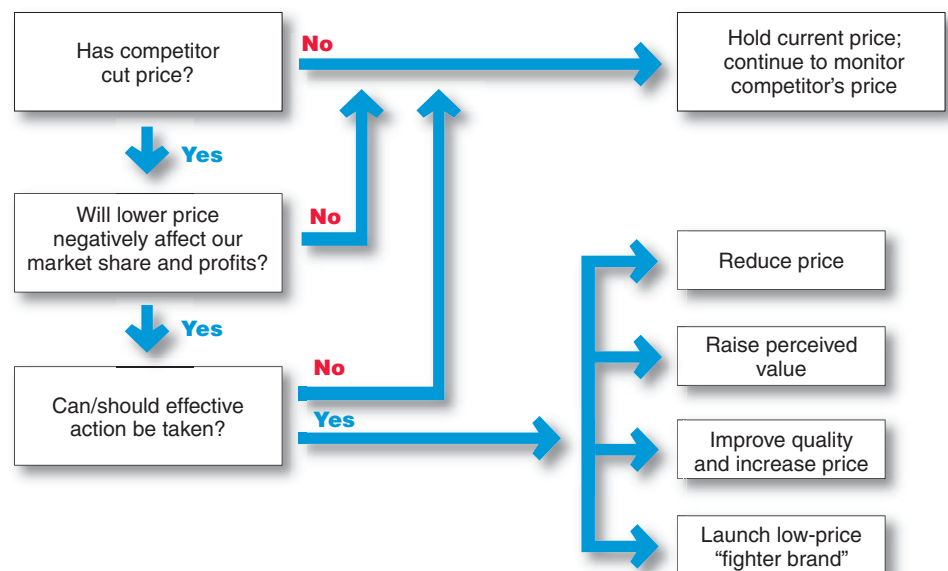 Has competitor
cut price?
No
Hold current price;
continue to monitor
competitor's price
Yes
Will lower price
negatively affect our
market share and profits?
No
Reduce price
Yes
Raise perceived
value
Can/should effective
action be taken?
No
Yes
Improve quality
and increase price
Launch low-price
“fighter brand”